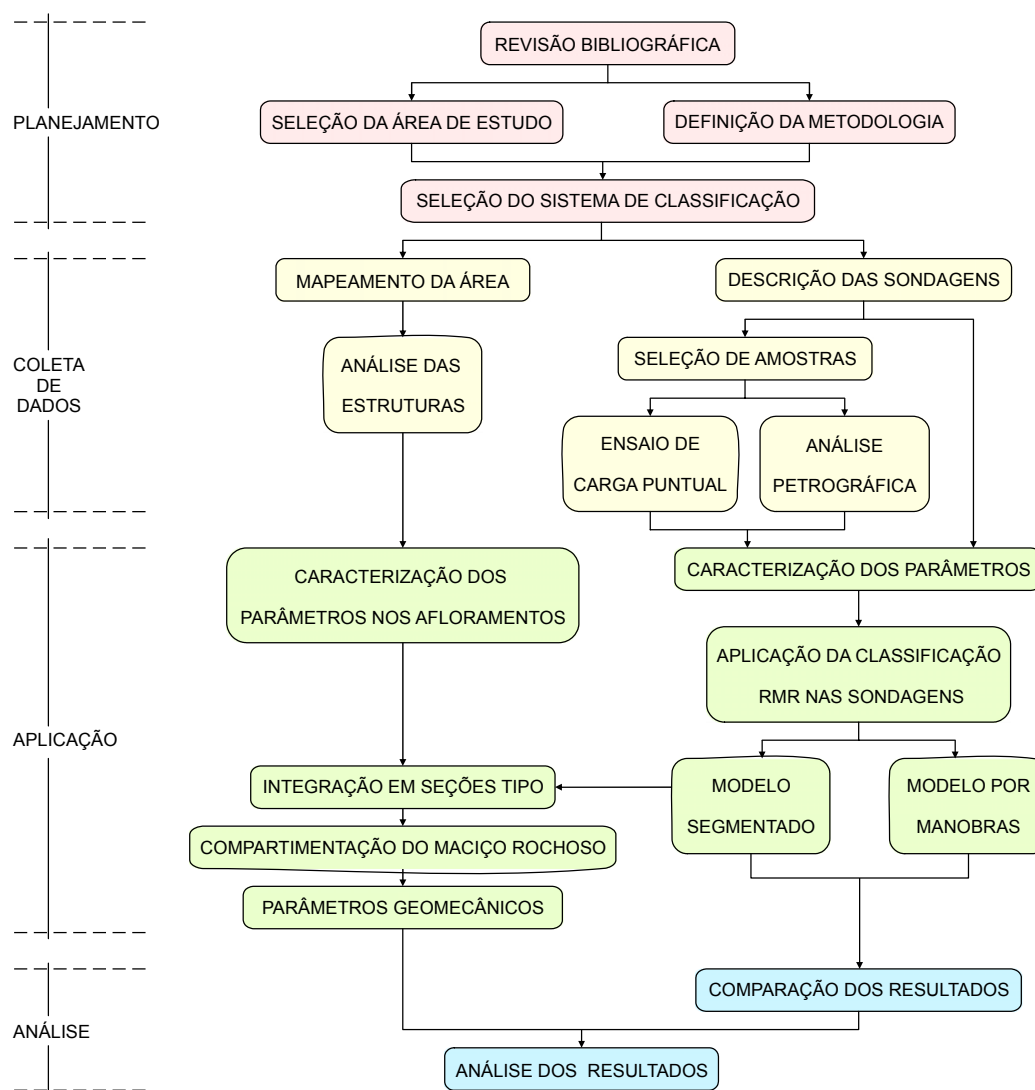 REVISÃO BIBLIOGRÁFICA
PLANEJAMENTO
SELEÇÃO DA ÁREA DE ESTUDO
DEFINIÇÃO DA METODOLOGIA
SELEÇÃO DO SISTEMA DE CLASSIFICAÇÃO
MAPEAMENTO DA ÁREA
DESCRIÇÃO DAS SONDAGENS
COLETA
DE
DADOS
ANÁLISE DAS
ESTRUTURAS
SELEÇÃO DE AMOSTRAS
ENSAIO DE
CARGA PUNTUAL
ANÁLISE
PETROGRÁFICA
CARACTERIZAÇÃO DOS
PARÂMETROS NOS AFLORAMENTOS
CARACTERIZAÇÃO DOS PARÂMETROS
APLICAÇÃO DA CLASSIFICAÇÃO
RMR NAS SONDAGENS
APLICAÇÃO
INTEGRAÇÃO EM SEÇÕES TIPO
MODELO
SEGMENTADO
MODELO POR
MANOBRAS
COMPARTIMENTAÇÃO DO MACIÇO ROCHOSO
PARÂMETROS GEOMECÂNICOS
COMPARAÇÃO DOS RESULTADOS
ANÁLISE
ANÁLISE DOS  RESULTADOS